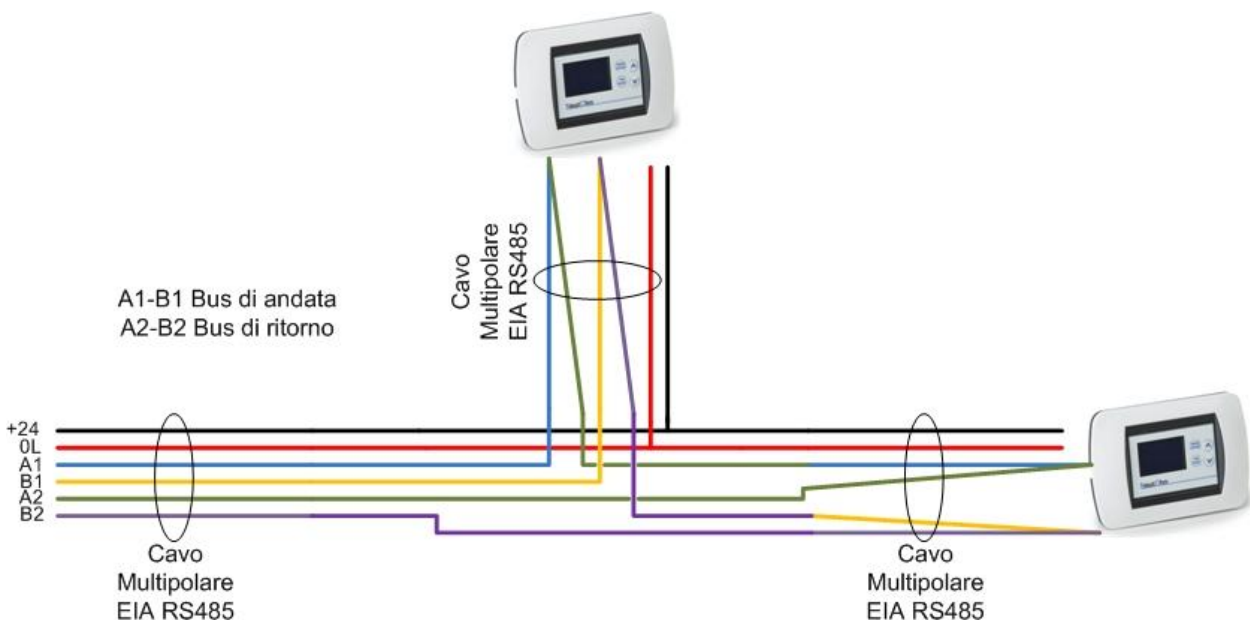 Cavo
Multipolare
EIA RS485
A1-B1 Bus di andata
A2-B2 Bus di ritorno
+24
0L
A1
B1
A2
B2
Cavo
Multipolare
EIA RS485
Cavo
Multipolare
EIA RS485